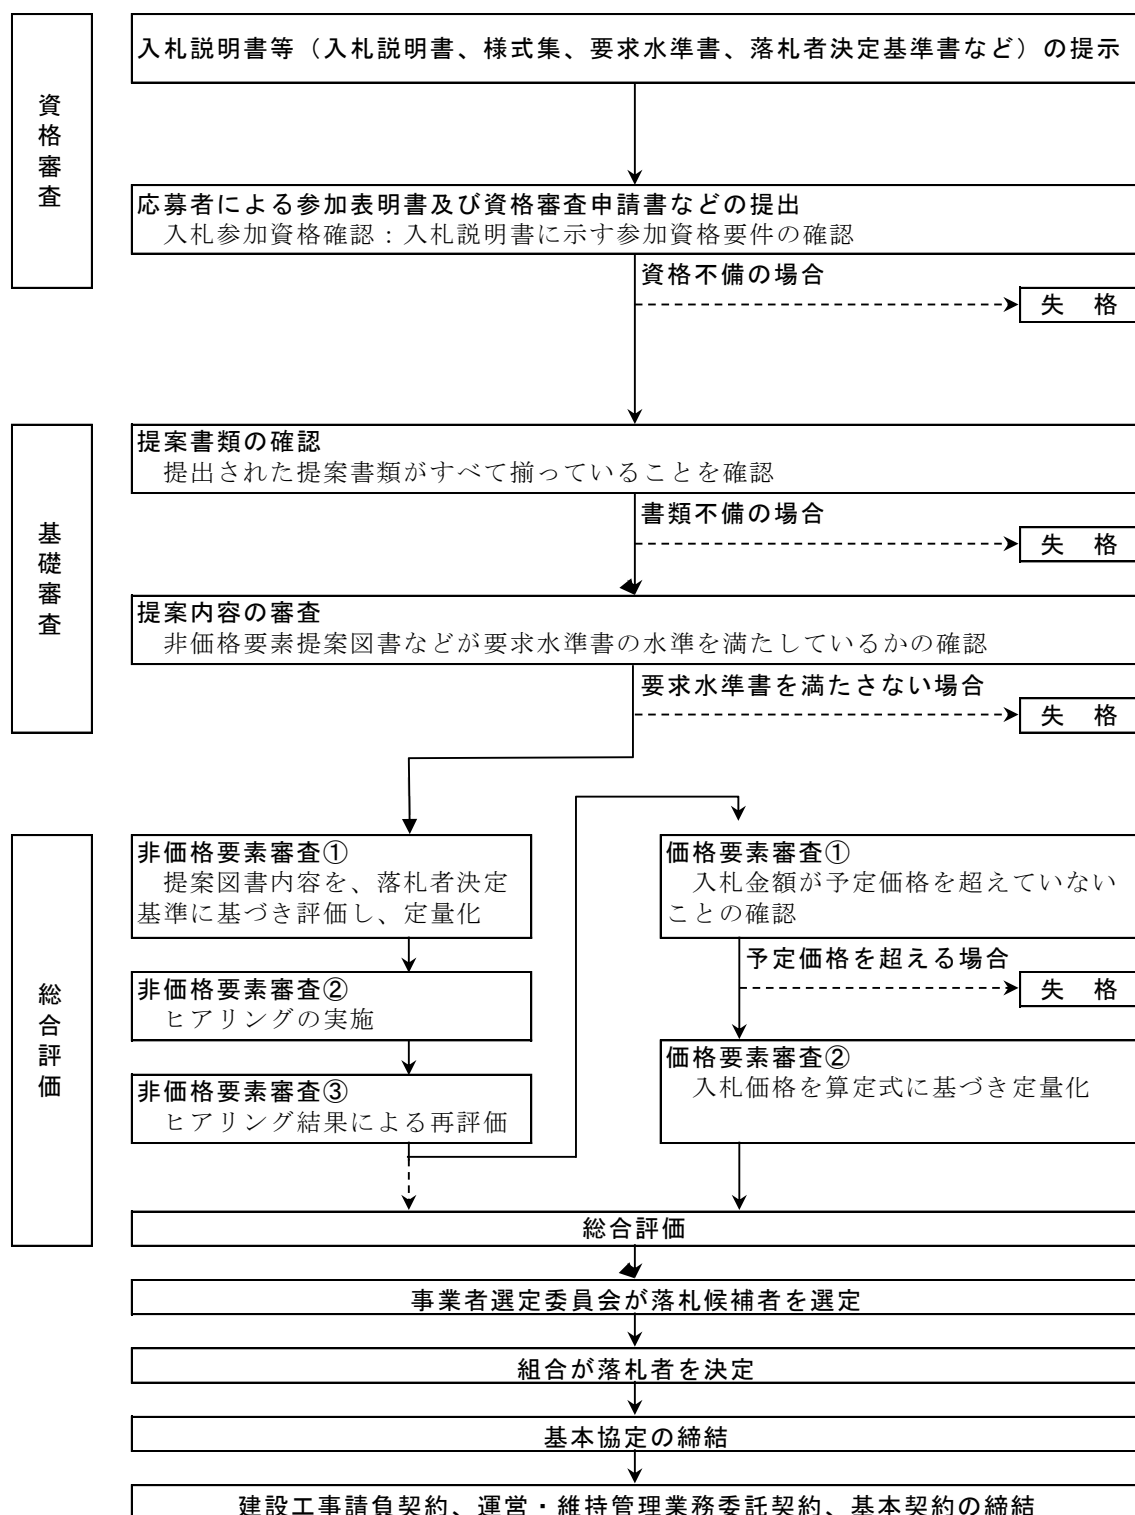 資格審査
入札説明書等（入札説明書、様式集、要求水準書、落札者決定基準書など）の提示
応募者による参加表明書及び資格審査申請書などの提出
入札参加資格確認：入札説明書に示す参加資格要件の確認
資格不備の場合
失　格
基礎審査
提案書類の確認
提出された提案書類がすべて揃っていることを確認
書類不備の場合
失　格
提案内容の審査
非価格要素提案図書などが要求水準書の水準を満たしているかの確認
要求水準書を満たさない場合
失　格
総合評価
非価格要素審査①
提案図書内容を、落札者決定
基準に基づき評価し、定量化
非価格要素審査②
ヒアリングの実施
非価格要素審査③
ヒアリング結果による再評価
価格要素審査①
入札金額が予定価格を超えていない
ことの確認
予定価格を超える場合
失　格
価格要素審査②
入札価格を算定式に基づき定量化
総合評価
事業者選定委員会が落札候補者を選定
組合が落札者を決定
基本協定の締結
建設工事請負契約、運営・維持管理業務委託契約、基本契約の締結